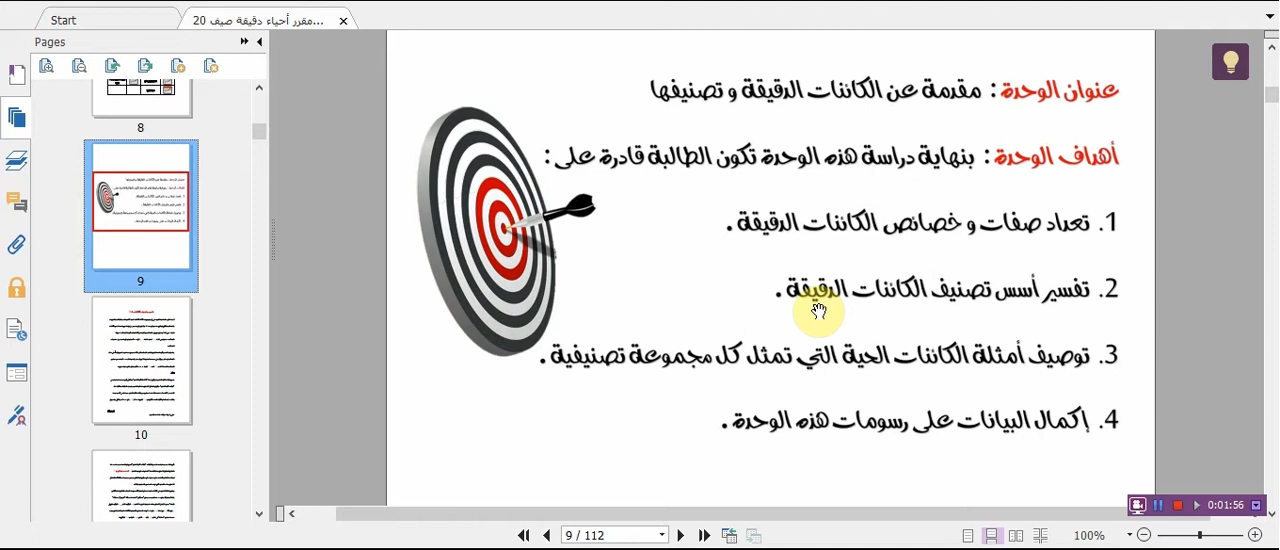 Start
مقرر أحياء دقيقة صيف 20...
Pages
8
9
10
عنوان الوحدة : مقدمة عن الكائنات الدقيقة و تصنيفها
أهداف الوحدة : بنهاية دراسة هذه الوحدة تكون الطالبة قادرة على :
1. تعداد صفات و خصائص الكائنات الدقيقة .
2. تفسير أسس تصنيف الكائنات الدقيقة .
3. توصيف أمثلة الكائنات الحية التي تمثل كل مجموعة تصنيفية .
4. إكمال البيانات على رسومات هذه الوحدة .
0:01:56
9 / 112
100%